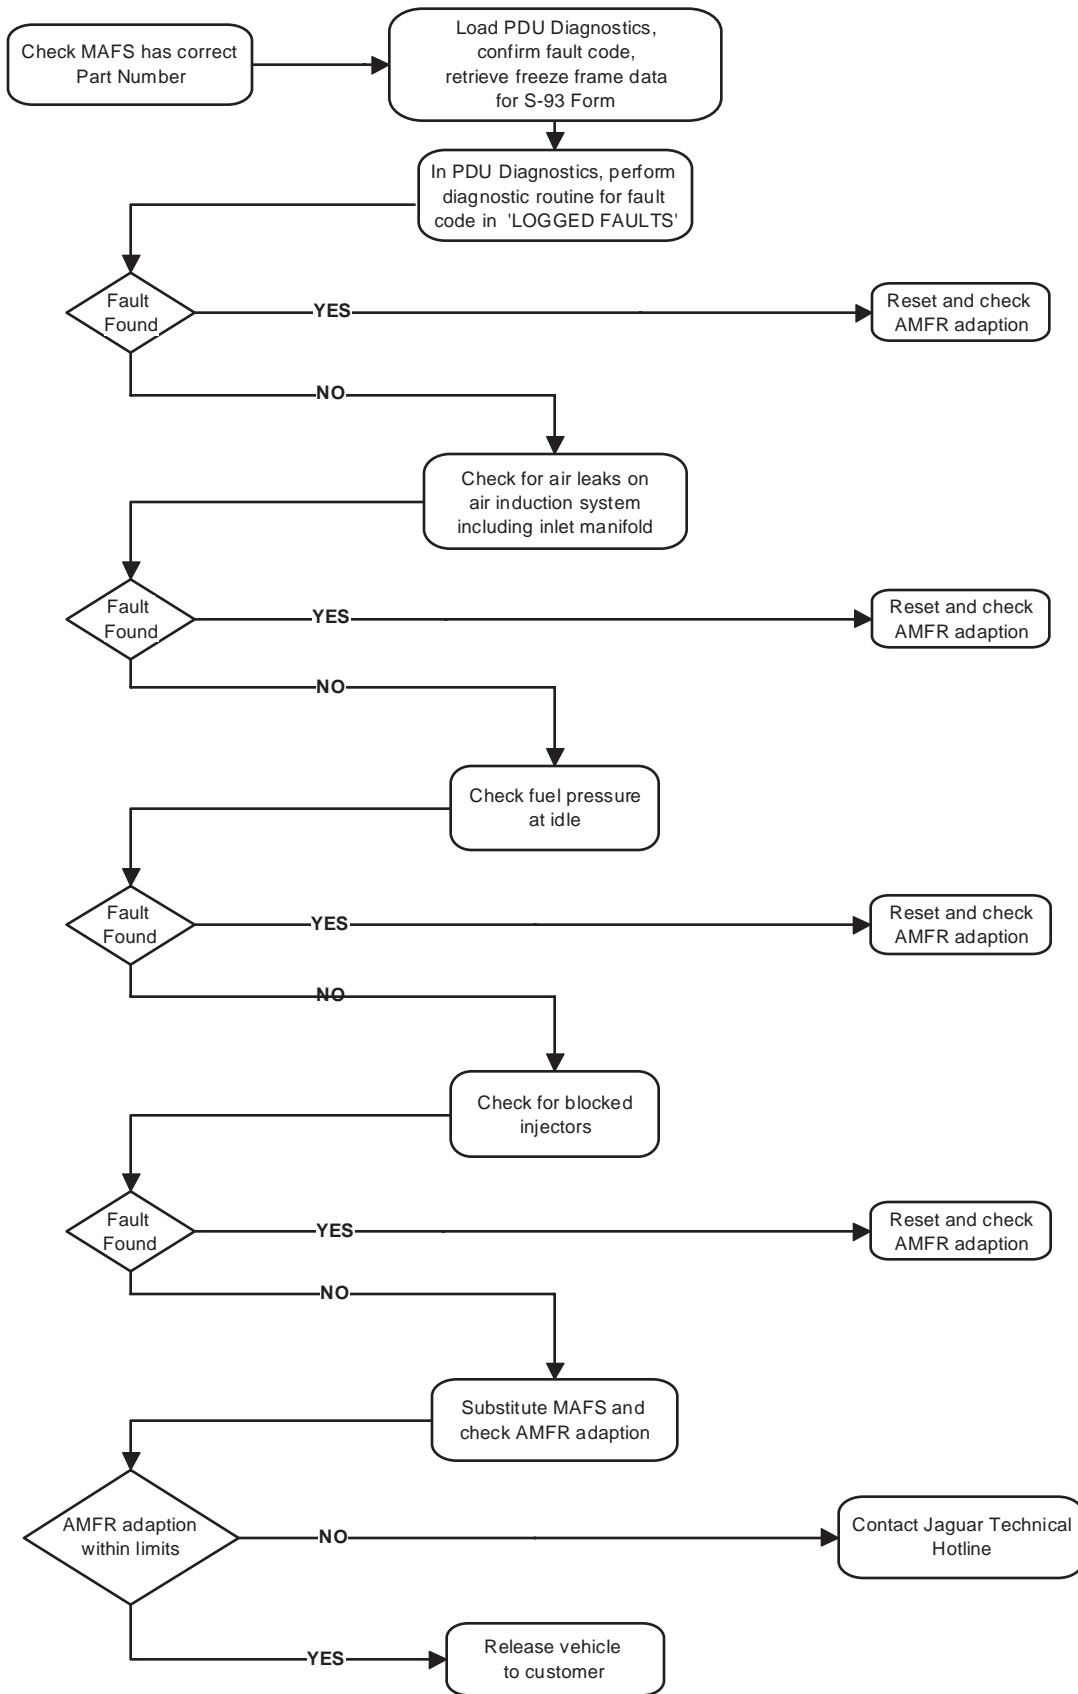 Check MAFS has correct
Part Number
Load PDU Diagnostics,
confirm fault code,
retrieve freeze frame data
for S-93 Form
In PDU Diagnostics, perform
diagnostic routine for fault
code in 'LOGGED FAULTS'
Fault
Found
YES
Reset and check
AMFR adaption
NO
Check for air leaks on
air induction system
including inlet manifold
Fault
Found
YES
Reset and check
AMFR adaption
NO
Check fuel pressure
at idle
Fault
Found
YES
Reset and check
AMFR adaption
NO
Check for blocked
injectors
Fault
Found
YES
Reset and check
AMFR adaption
NO
Substitute MAFS and
check AMFR adaption
AMFR adaption
within limits
NO
Contact Jaguar Technical
Hotline
YES
Release vehicle
to customer